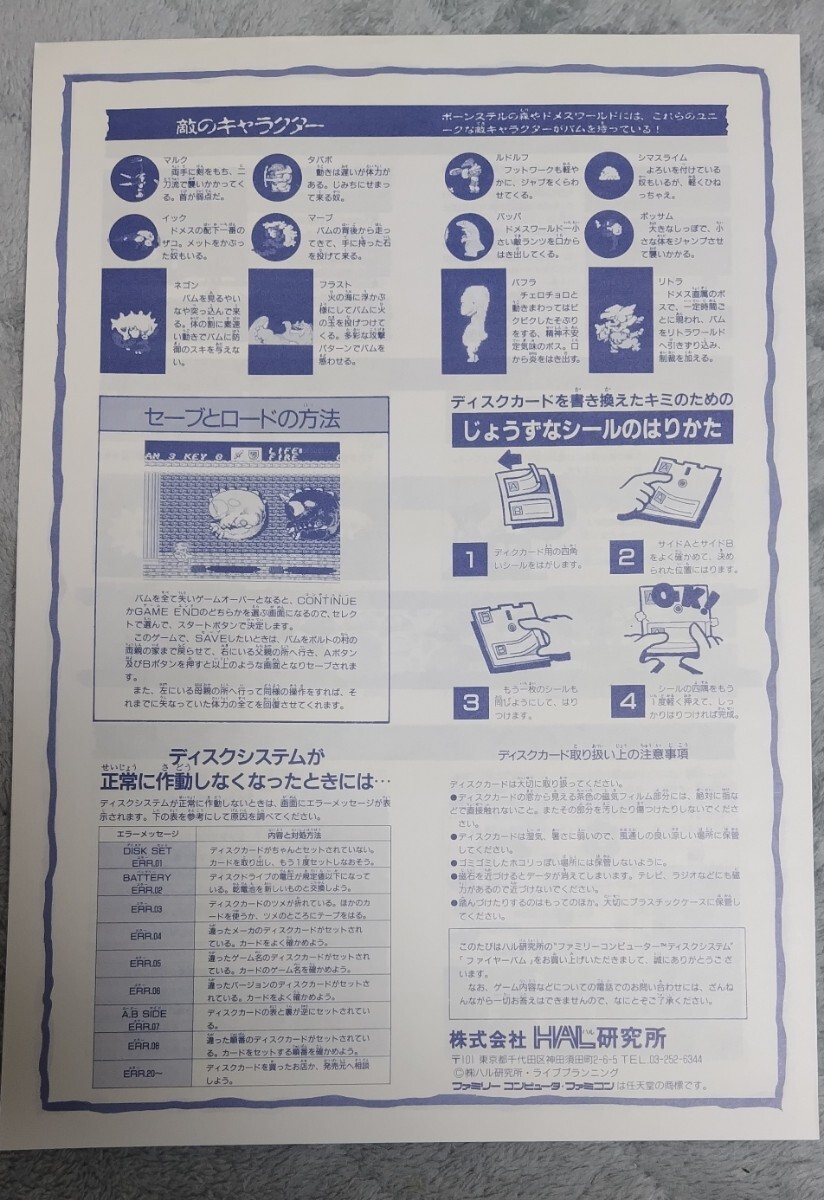 敵のキャラクター
ボーンステルの森やドメスワールドには、これらのユニ
ークな敵キャラクターがバムを待っている!
マルク
両手に剣をもち、二
刀流で襲いかかってく
る。首が弱点だ。
タバボ
動きは遅いが体力が
ある。じみちにせまっ
て来る奴。
ルドルフ
フットワークも軽や
かに、ジャブをくらわ
せてくる。
シマスライム
よろいを付けている
奴もいるが、軽くひね
っちゃえ。
イック
ドメスの配下一番の
ザコ。メットをかぶっ
た奴もいる。
マーブ
バムの背後から走っ
てきて、手に持った石
を投げて来る。
バッパ
ドメスワールド一小
さい敵ランツを口から
はき出してくる。
ポッサム
大きなしっぽで、小
さな体をジャンプさせ
て襲いかかる。
ネゴン
バムを見るやいな
なや突っ込んで来
る。体の割に素速
い動きでバムに防
御のスキを与えな
い。
フラスト
火の海に浮かぶ
様にしてバムに火
の玉を投げつけて
くる。多彩な攻撃
パターンでバムを
惑わせる。
バフラ
チョロチョロと
動きまわってはビ
クビクしたそぶり
をする、精神不安
定気味のボス。口
から炎をはき出す。
リトラ
ドメス直属のボ
スで、一定時間ご
とに現われ、バム
をリトラワールド
へ引きずり込み、
制裁を加える。
セーブとロードの方法
AN 3 KEY 0
LIFE
FIRE
バムを全て失いゲームオーバーとなると、CONTINUE
かGAME ENDのどちらかを選ぶ画面になるので、セレク
トで選んで、スタートボタンで決定します。
このゲームで、SAVEしたいときは、バムをボルトの村の
両親の家まで戻らせて、右にいる父親の所へ行き、Aボタン
及びBボタンを押すと以上のような画面となりセーブされま
す。
また、左にいる母親の所へ行って同様の操作をすれば、そ
れまでに失なっていた体力の全てを回復させてくれます。
ディスクカードを書き換えたキミのための
じょうずなシールのはりかた
1
ディクカード用の四角
いシールをはがします。
2
サイドAとサイドB
をよく確かめて、決め
られた位置にはります。
OK!
3
もう一枚のシールも
同じようにして、はり
つけます。
4
シールの四隅をもう
1度軽く押えて、しっ
かりはりつければ完成。
ディスクシステムが
正常に作動しなくなったときには…
ディスクシステムが正常に作動しないときは、画面にエラーメッセージが表
示されます。下の表を参考にして原因を調べてください。
エラーメッセージ 内容と対処方法
DISK SET ERR.01
ディスクカードがちゃんとセットされていない。
カードを取り出し、もう1度セットしなおそう。
BATTERY ERR.02
ディスクドライブの電圧が規定値以下になって
いる。乾電池を新しいものと交換しよう。
ERR.03
ディスクカードのツメが折れている。ほかのカ
ードを使うか、ツメのところにテープをはる。
ERR.04
違ったメーカのディスクカードがセットされ
ている。カードをよく確かめよう。
ERR.05
違ったゲーム名のディスクカードがセットされ
ている。カードのゲーム名を確かめよう。
ERR.06
違ったバージョンのディスクカードがセットさ
れている。カードをよく確かめよう。
A.B SIDE ERR.07
ディスクカードの表と裏が逆にセットされてい
る。
ERR.08
違った順番のディスクカードがセットされてい
る。カードをセットする順番を確かめよう。
ERR.20〜
ディスクカードを買ったお店か、発売元へ相談
しよう。
ディスクカード取り扱い上の注意事項
ディスクカードは大切に取り扱ってください。
●ディスクカードの窓から見える茶色の磁気フィルム部分には、絶対に指な
どで直接触れないこと。またその部分を汚したり傷つけたりしないでくださ
い。
●ディスクカードは湿気、暑さに弱いので、風通しの良い涼しい場所に保管
してください。
●ゴミゴミしたホコリっぽい場所には保管しないように。
●磁石を近づけるとデータが消えてしまいます。テレビ、ラジオなどにも磁
力があるので近づけないでください。
●踏んづけたりするのはもってのほか。大切にプラスチックケースに保管し
てください。
このたびはハル研究所の"ファミリーコンピューター™ディスクシステム"
「ファイヤーバム」をお買い上げいただきまして、誠にありがとうござ
います。
なお、ゲーム内容などについての電話でのお問い合わせには、ざんね
んながら一切お答えはできませんので、なにとぞご了承ください。
株式会社 HAL研究所
〒101 東京都千代田区神田須田町2-6-5 TEL.03-252-6344
©(株)ハル研究所・ライブプランニング
ファミリーコンピュータ・ファミコンは任天堂の商標です。